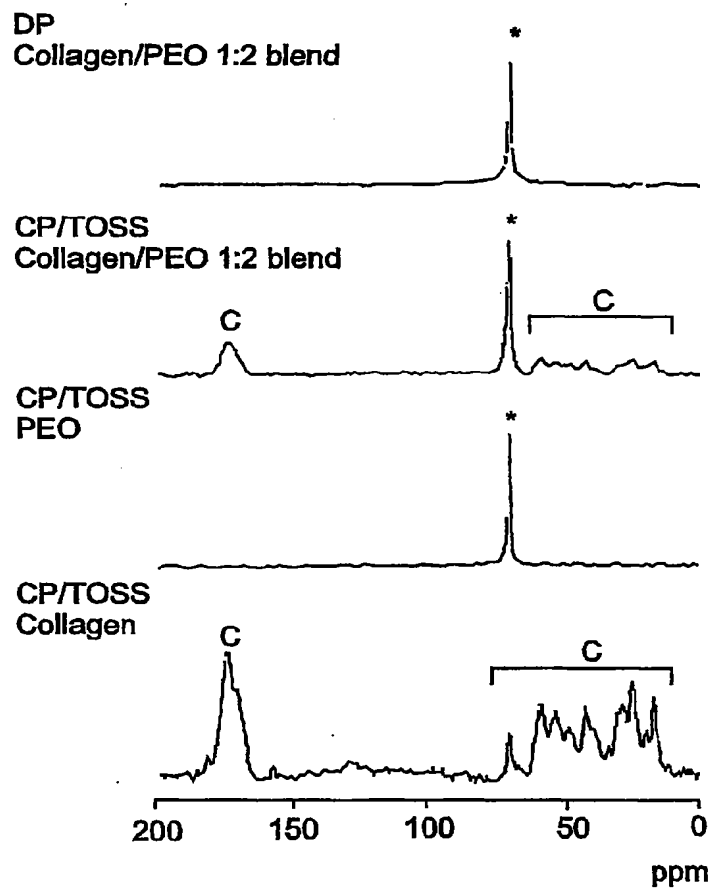 DP
Collagen/PEO 1:2 blend
*
CP/TOSS
Collagen/PEO 1:2 blend
*
C
C
CP/TOSS
PEO
*
CP/TOSS
Collagen
C
C
200 150 100 50 0
ppm